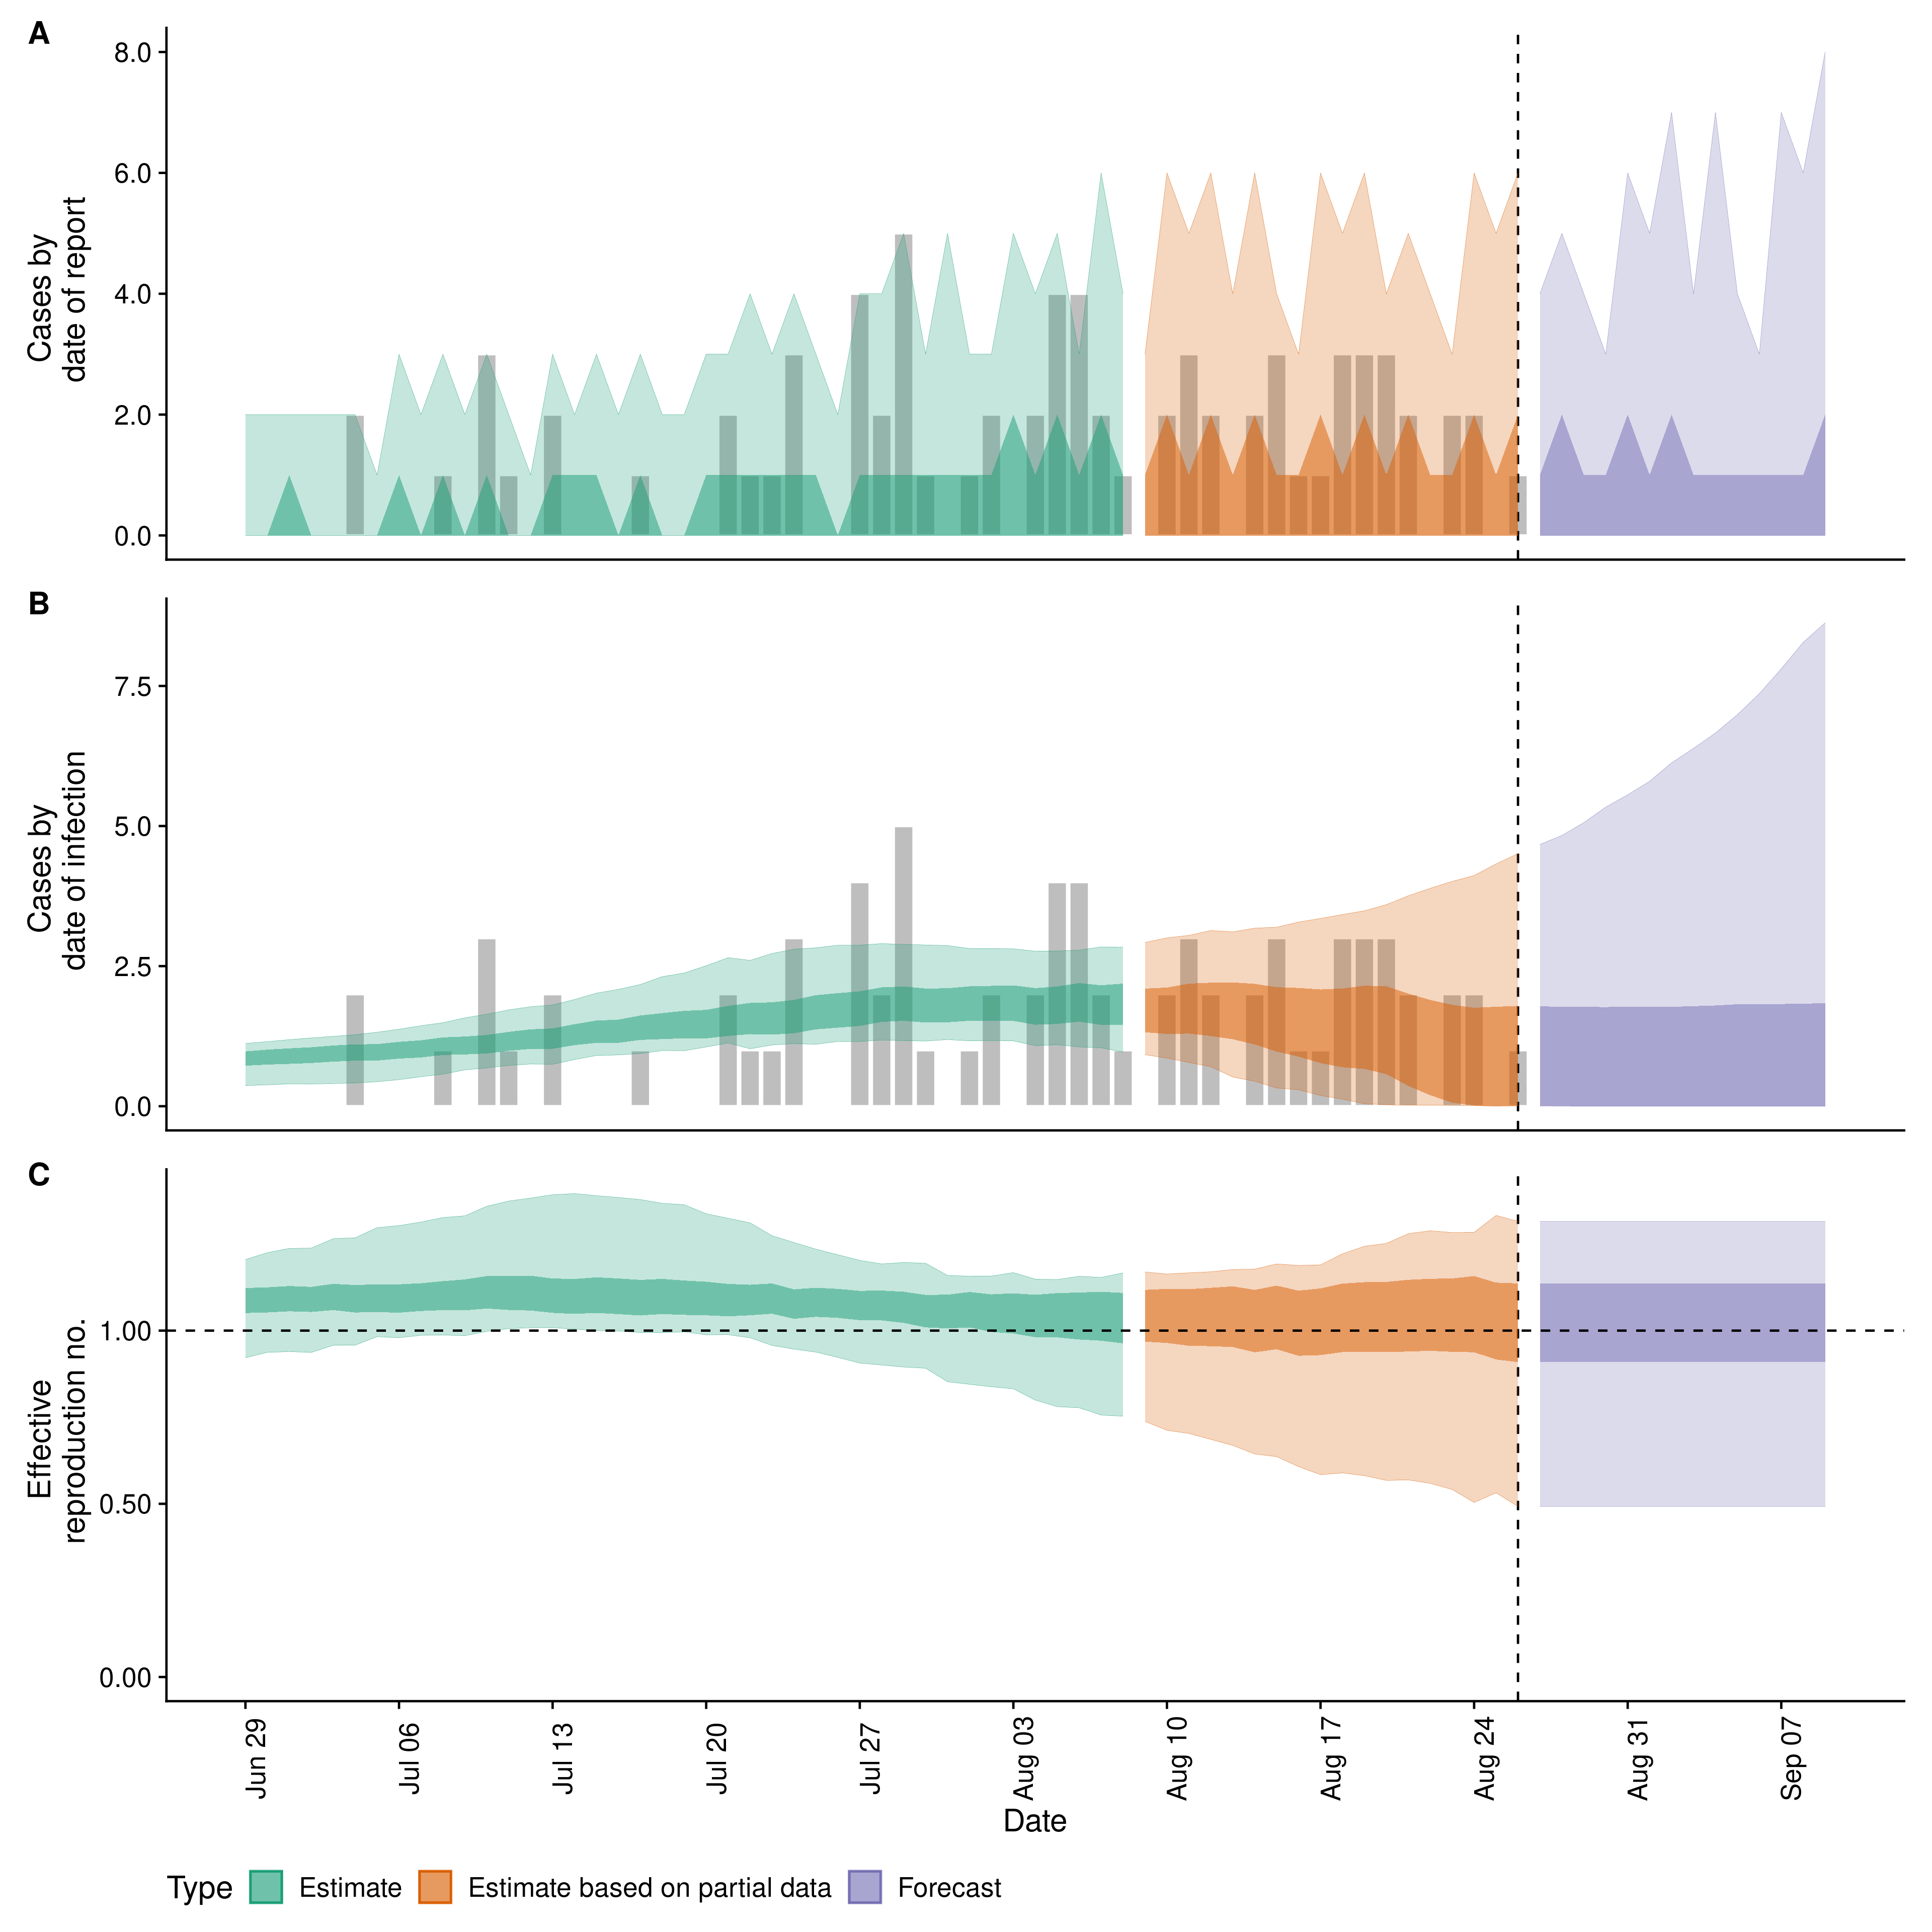 A
Cases by
date of report
8.0
6.0
4.0
2.0
0.0
B
Cases by
date of infection
7.5
5.0
2.5
0.0
C
Effective
reproduction no.
1.00
0.50
0.00
Jun 29
Jul 06
Jul 13
Jul 20
Jul 27
Aug 03
Aug 10
Aug 17
Aug 24
Aug 31
Sep 07
Date
Type Estimate Estimate based on partial data Forecast